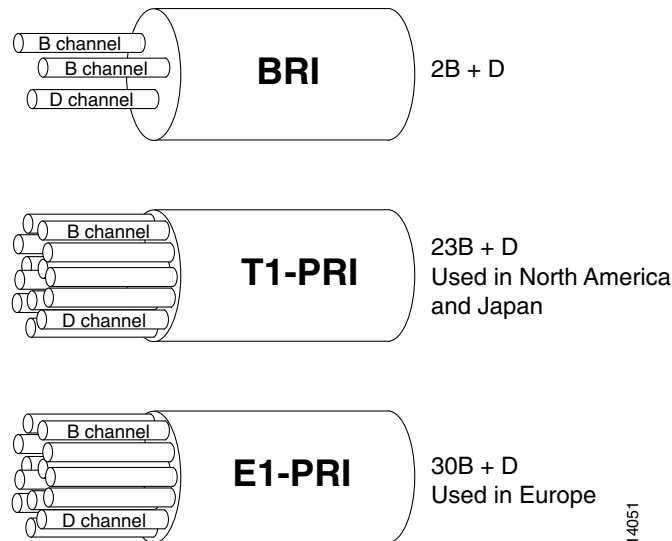 B channel
B channel
D channel
BRI
2B + D
B channel
D channel
T1-PRI
23B + D
Used in North America
and Japan
B channel
D channel
E1-PRI
30B + D
Used in Europe
14051